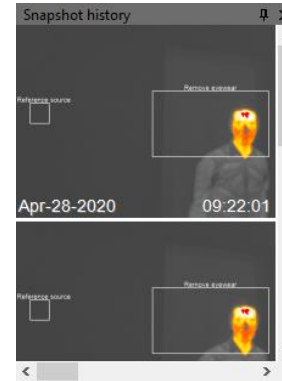 Snapshot history
Remove eyewear
Reference source
Apr-28-2020 09:22:01
Remove eyewear
Reference source